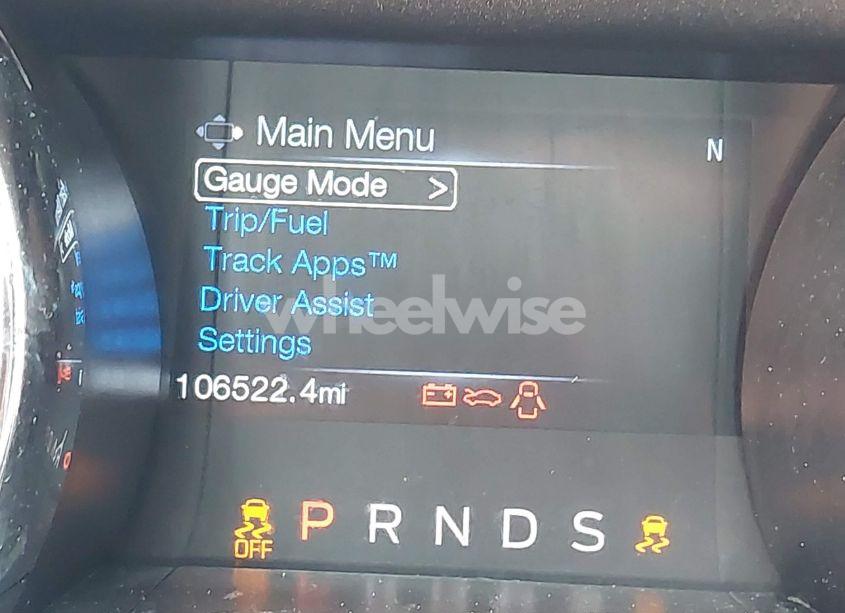 Main Menu
N
Gauge Mode >
Trip/Fuel
Track Apps™
Driver Assist
wheelwise
Settings
106522.4mi
OFF P R N D S